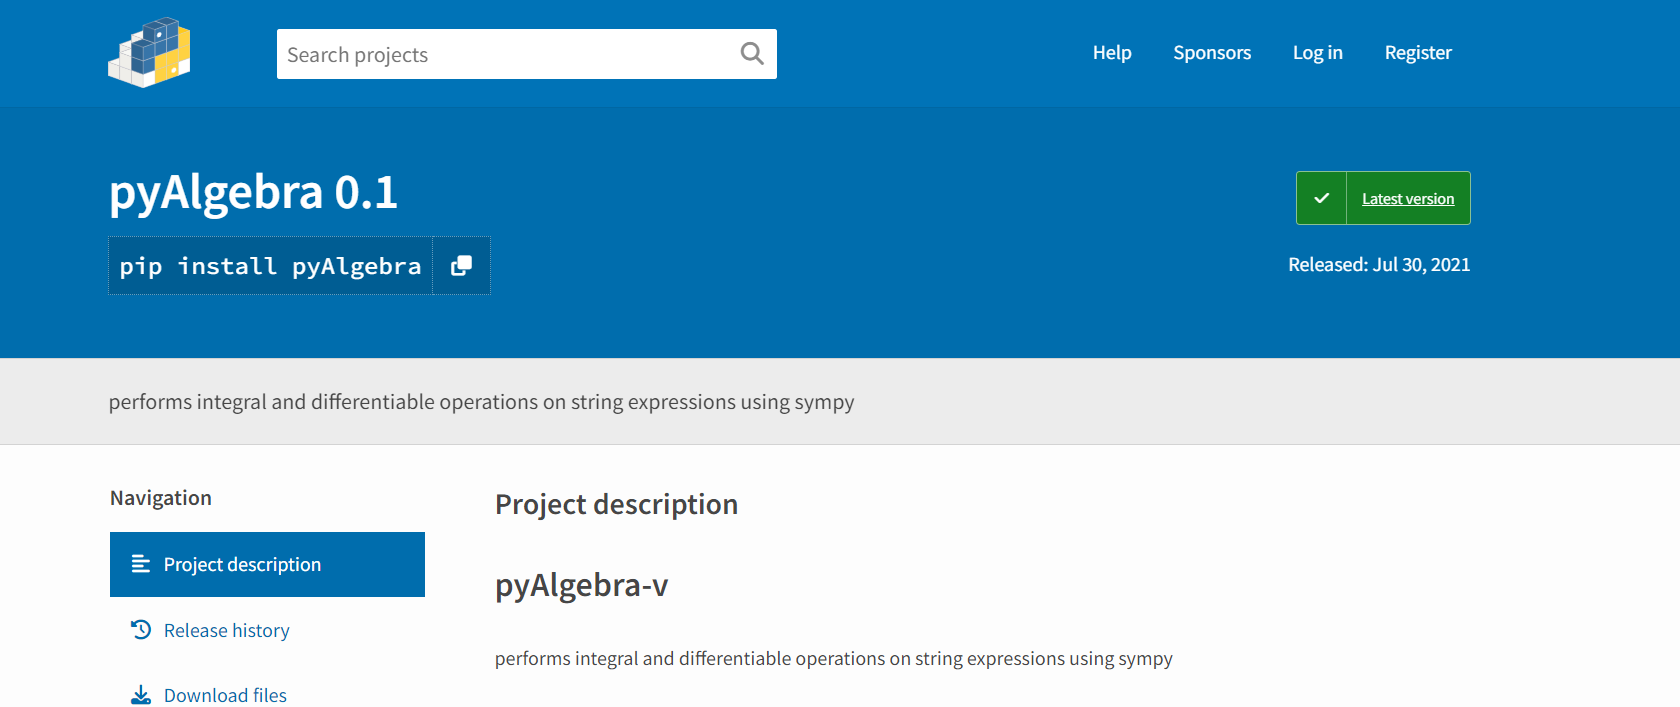 Search projects
Help
Sponsors
Log in
Register
pyAlgebra 0.1
pip install pyAlgebra
Latest version
Released: Jul 30, 2021
performs integral and differentiable operations on string expressions using sympy
Navigation
Project description
Release history
Download files
Project description
pyAlgebra-v
performs integral and differentiable operations on string expressions using sympy